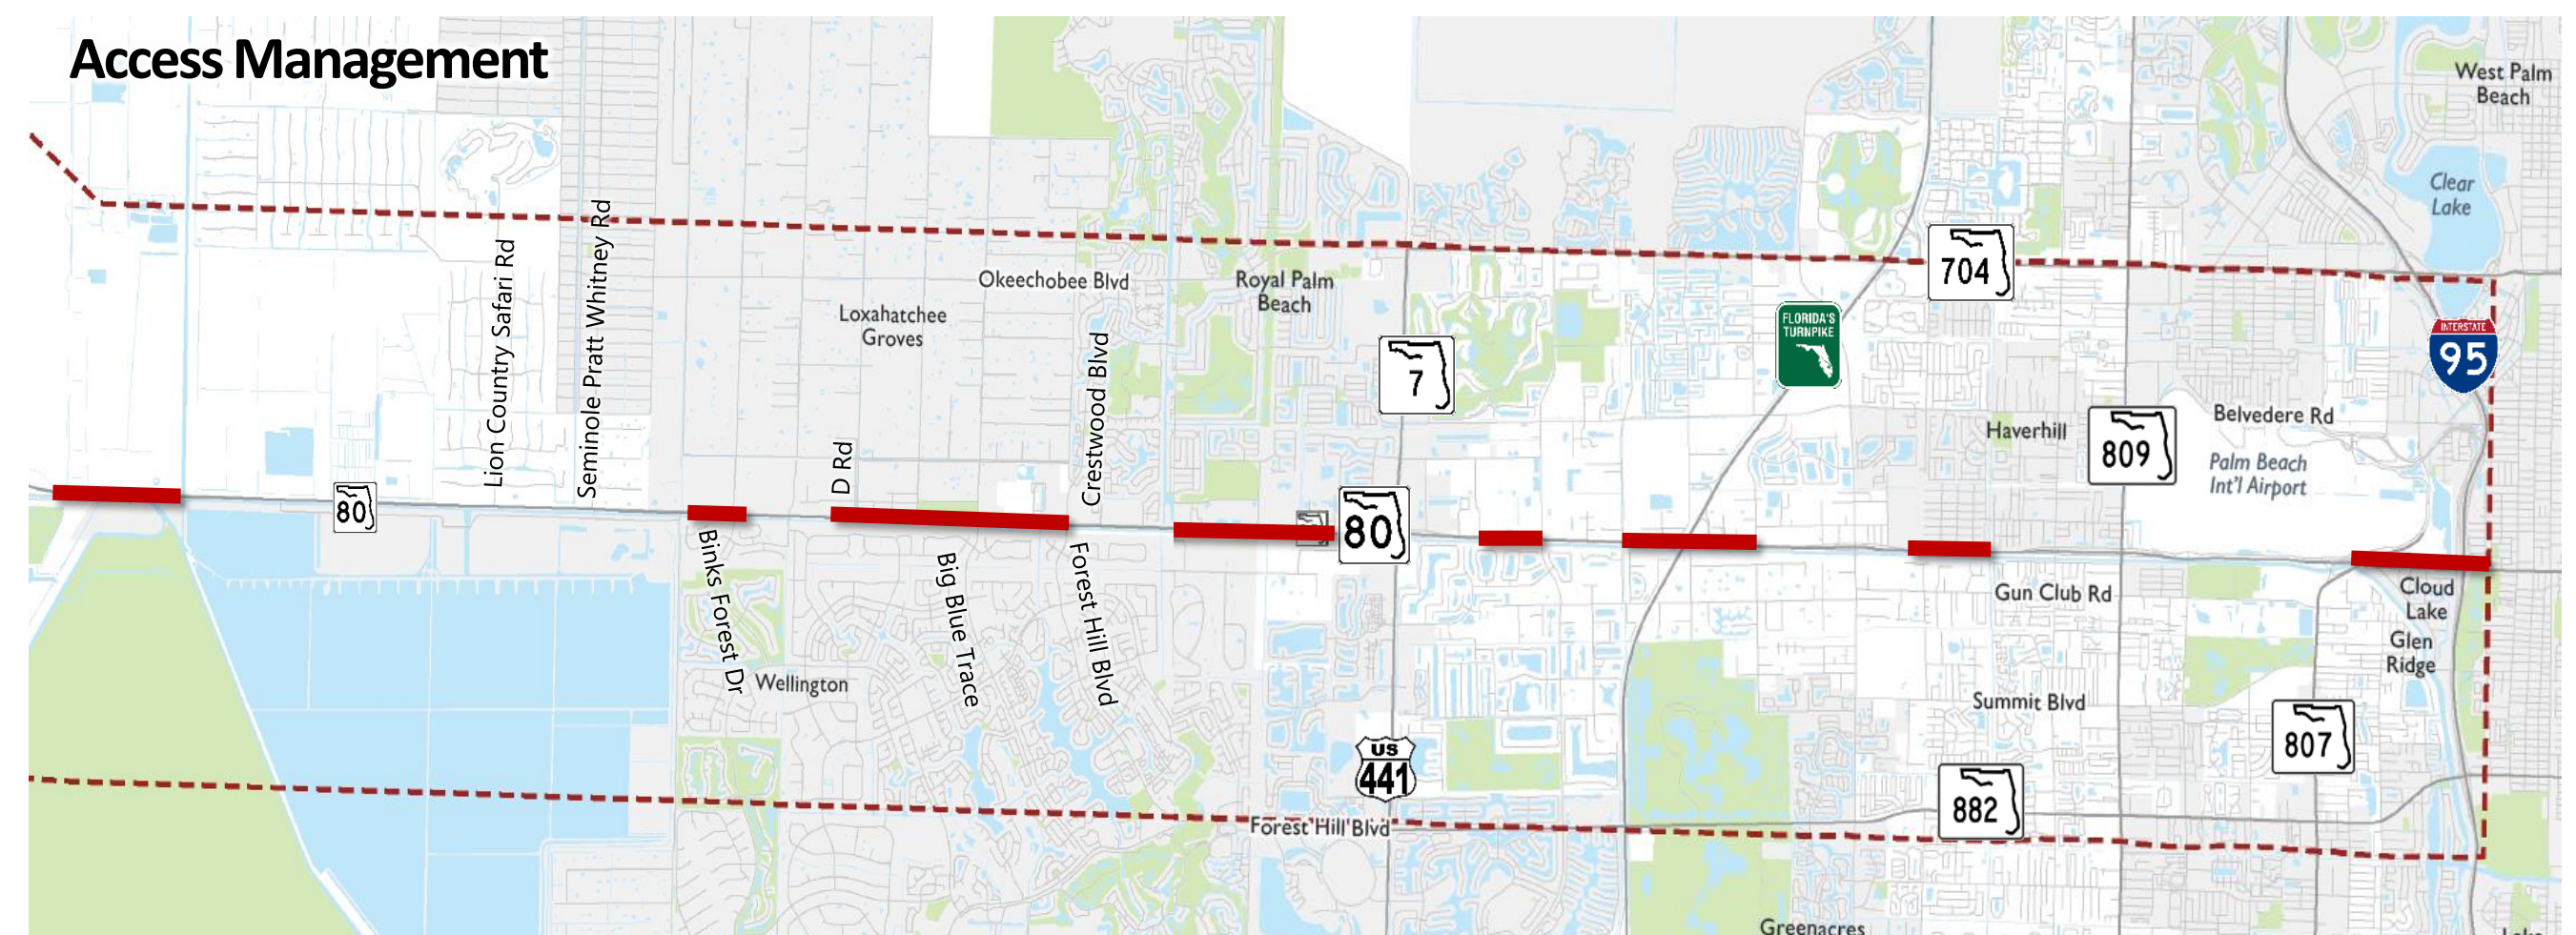 Access Management
West Palm
Beach
Clear
Lake
Lion Country Safari Rd
Seminole Pratt Whitney Rd
Okeechobee Blvd
Royal Palm
Beach
704
Loxahatchee
Groves
FLORIDA'S
TURNPIKE
INTERSTATE
95
Crestwood Blvd
7
Belvedere Rd
Haverhill
809
Palm Beach
Int'l Airport
D Rd
80
80
Binks Forest Dr
Big Blue Trace
Forest Hill Blvd
Gun Club Rd
Cloud
Lake
Glen
Ridge
Wellington
Summit Blvd
807
US
441
882
Forest Hill Blvd
Greenacres